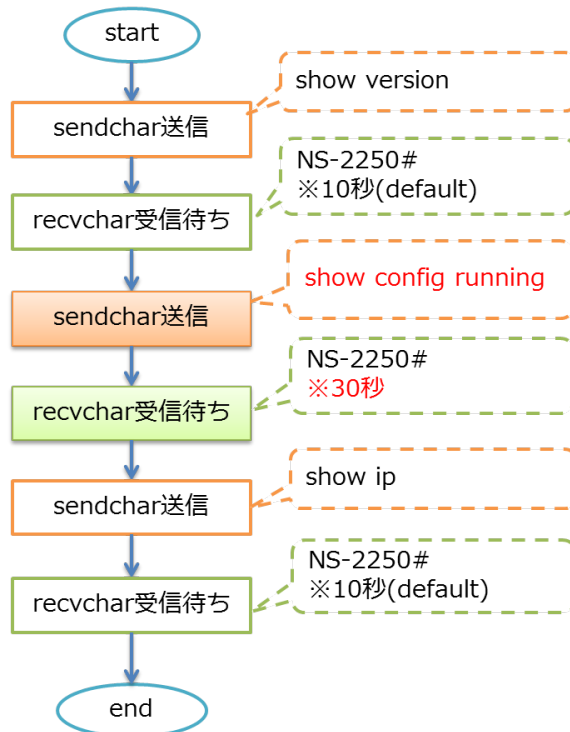 start
show version
sendchar送信
NS-2250#
※10秒(default)
recvchar受信待ち
show config running
sendchar送信
NS-2250#
※30秒
recvchar受信待ち
show ip
sendchar送信
NS-2250#
※10秒(default)
recvchar受信待ち
end